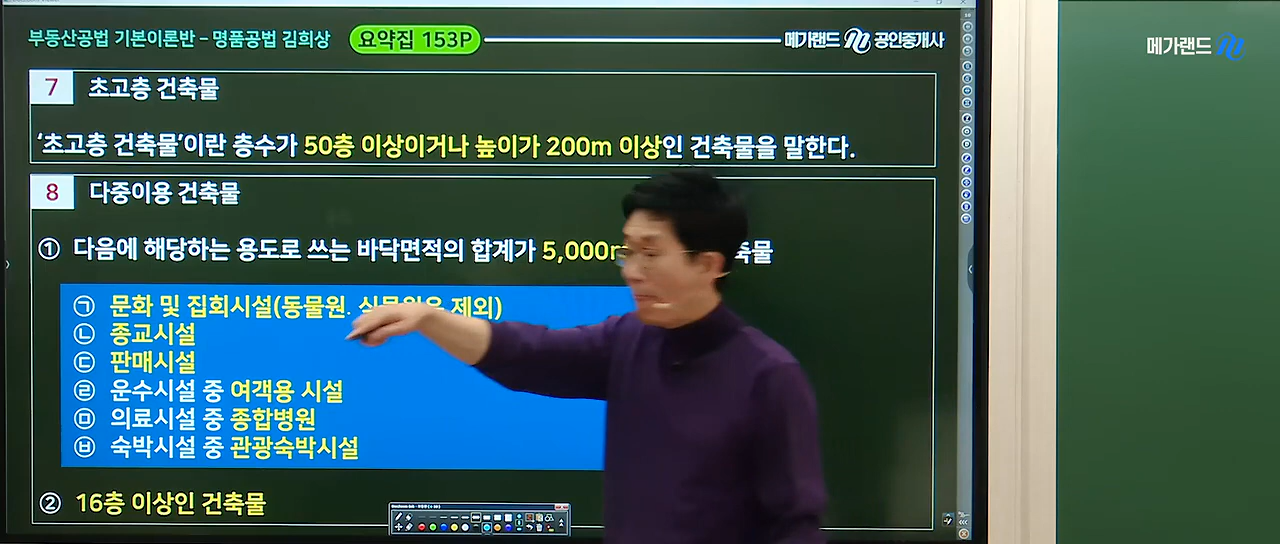 부동산공법 기본이론반 – 명품공법 김희상
요약집 153P
메가랜드 공인중개사
메가랜드
7 초고층 건축물
'초고층 건축물'이란 층수가 50층 이상이거나 높이가 200m 이상인 건축물을 말한다.
8 다중이용 건축물
① 다음에 해당하는 용도로 쓰는 바닥면적의 합계가 5,000m 축물
㉠ 문화 및 집회시설(동물원. 제외)
㉡ 종교시설
㉢ 판매시설
㉣ 운수시설 중 여객용 시설
㉤ 의료시설 중 종합병원
㉥ 숙박시설 중 관광숙박시설
② 16층 이상인 건축물